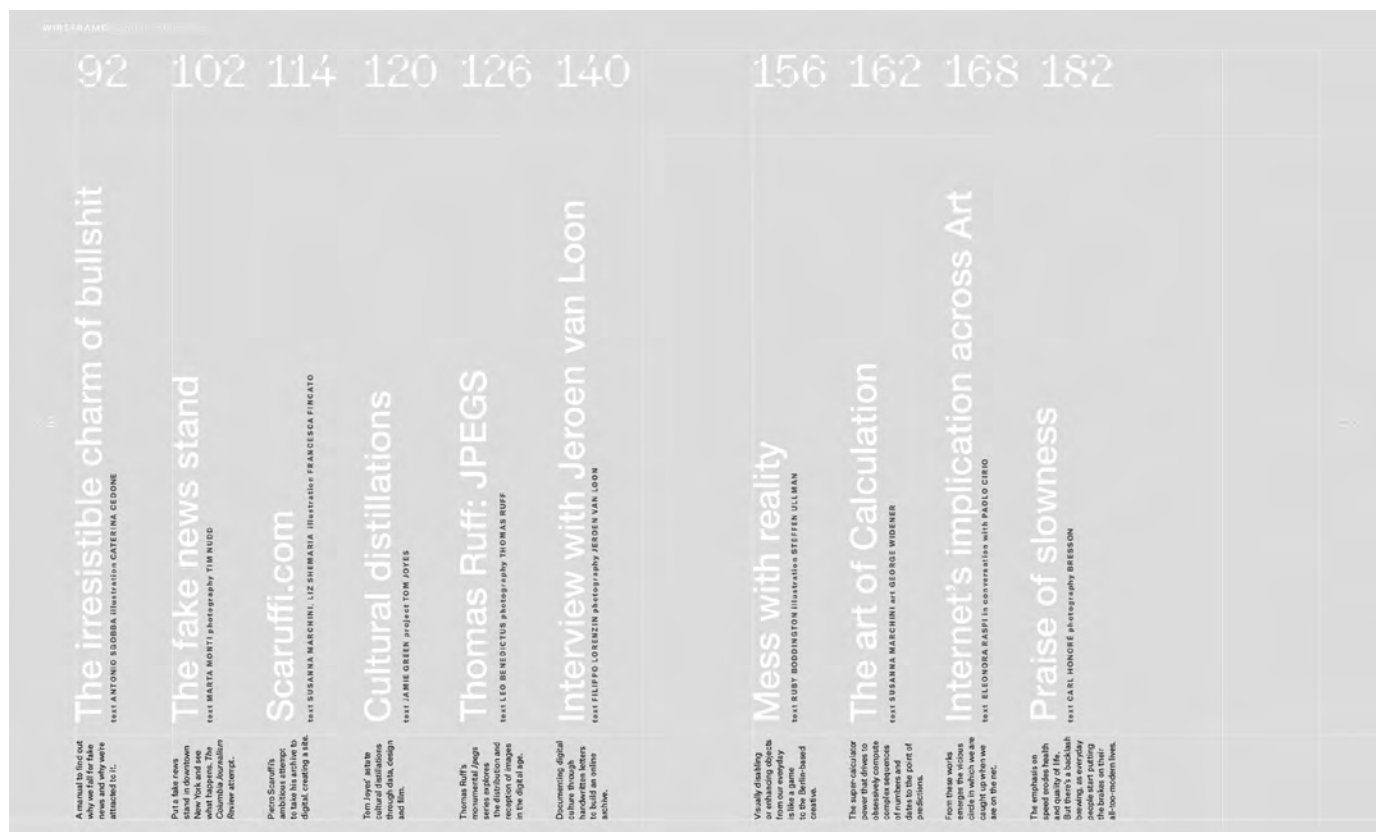 WIREFRAME
92
The irresistible charm of bullshit
text ANTONIO SGOBBA illustration CATERINA CEDONE
A manual to find out
why we fall for fake
news and why we're
attracted to it.
102
The fake news stand
text MARTA MONTI photography TIM NUDD
Put a fake news
stand in downtown
New York and see
what happens. The
Columbia Journalism
Review attempt.
114
Scaruffi.com
text SUSANNA MARCHINI, LIZ SHEMARIA illustration FRANCESCA FINCATO
Pietro Scaruffi's
ambitious attempt
to take his archive to
digital, creating a site.
120
Cultural distillations
text JAMIE GREEN project TOM JOYES
Tom Joyes' astute
cultural distillations
through data, design
and film.
126
Thomas Ruff: JPEGS
text LEO BENEDICTUS photography THOMAS RUFF
Thomas Ruff's
monumental Jpegs
series explores
the distribution and
reception of images
in the digital age.
140
Interview with Jeroen van Loon
text FILIPPO LORENZIN photography JEROEN VAN LOON
Documenting digital
culture through
handwritten letters
to build an online
archive.
156
Mess with reality
text RUBY BODDINGTON illustration STEFFEN ULLMAN
Visually disabling
or enhancing objects
from our everyday
is like a game
to the Berlin-based
creative.
162
The art of Calculation
text SUSANNA MARCHINI art GEORGE WIDENER
The super-calculator
power that drives to
obsessively compute
complex sequences
of numbers and
dates to the point of
predictions.
168
Internet's implication across Art
text ELEONORA RASPI in conversation with PAOLO CIRIO
From these works
emerges the vicious
circle in which we are
caught up when we
are on the net.
182
Praise of slowness
text CARL HONORÉ photography BRESSON
The emphasis on
speed erodes health
and quality of life.
But there's a backlash
brewing, as everyday
people start putting
the brakes on their
all-too-modern lives.